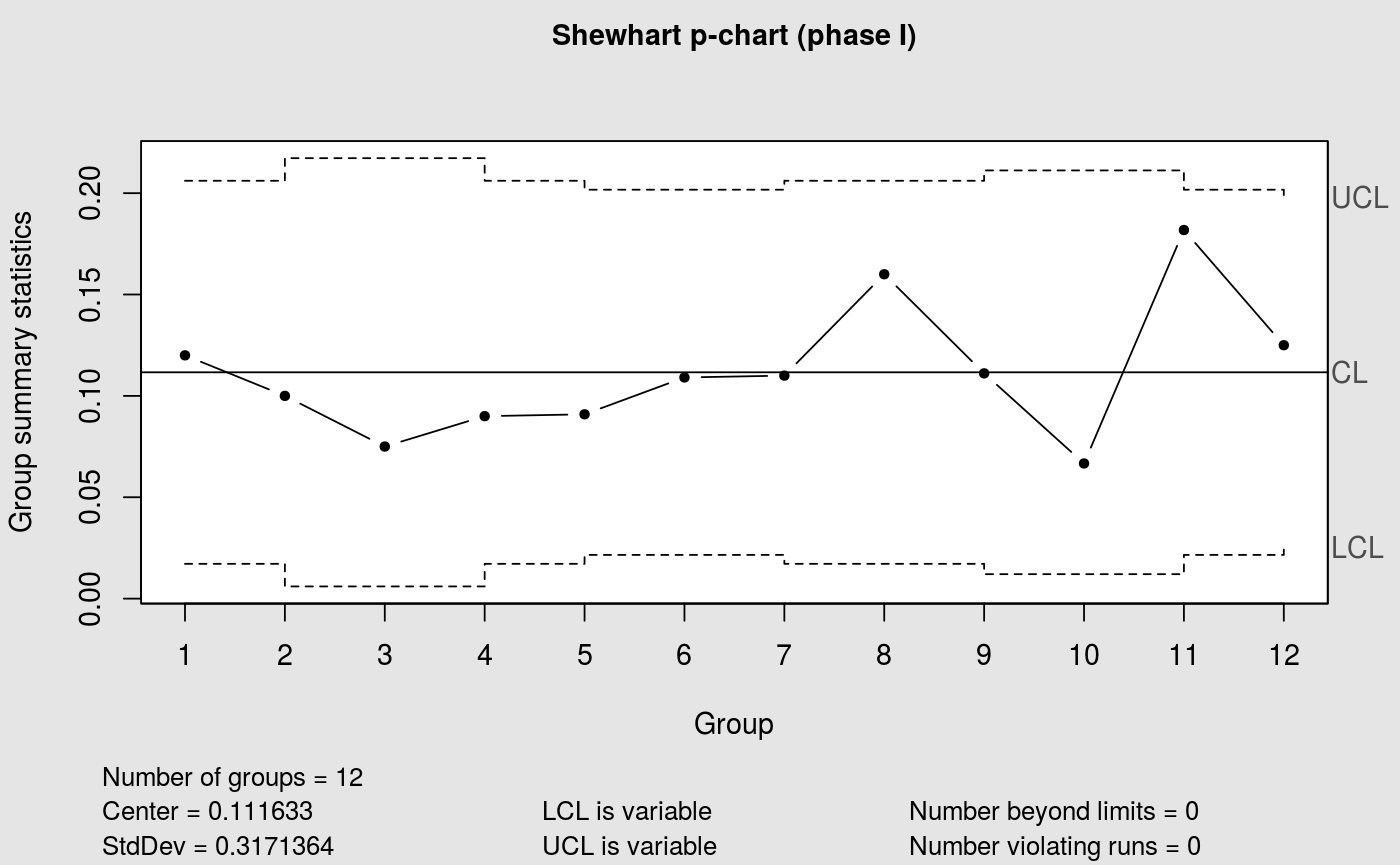 Shewhart p-chart (phase I)
Group summary statistics
0.20
0.15
0.10
0.05
0.00
UCL
CL
LCL
1 2 3 4 5 6 7 8 9 10 11 12
Group
Number of groups = 12
Center = 0.111633 LCL is variable Number beyond limits = 0
StdDev = 0.3171364 UCL is variable Number violating runs = 0